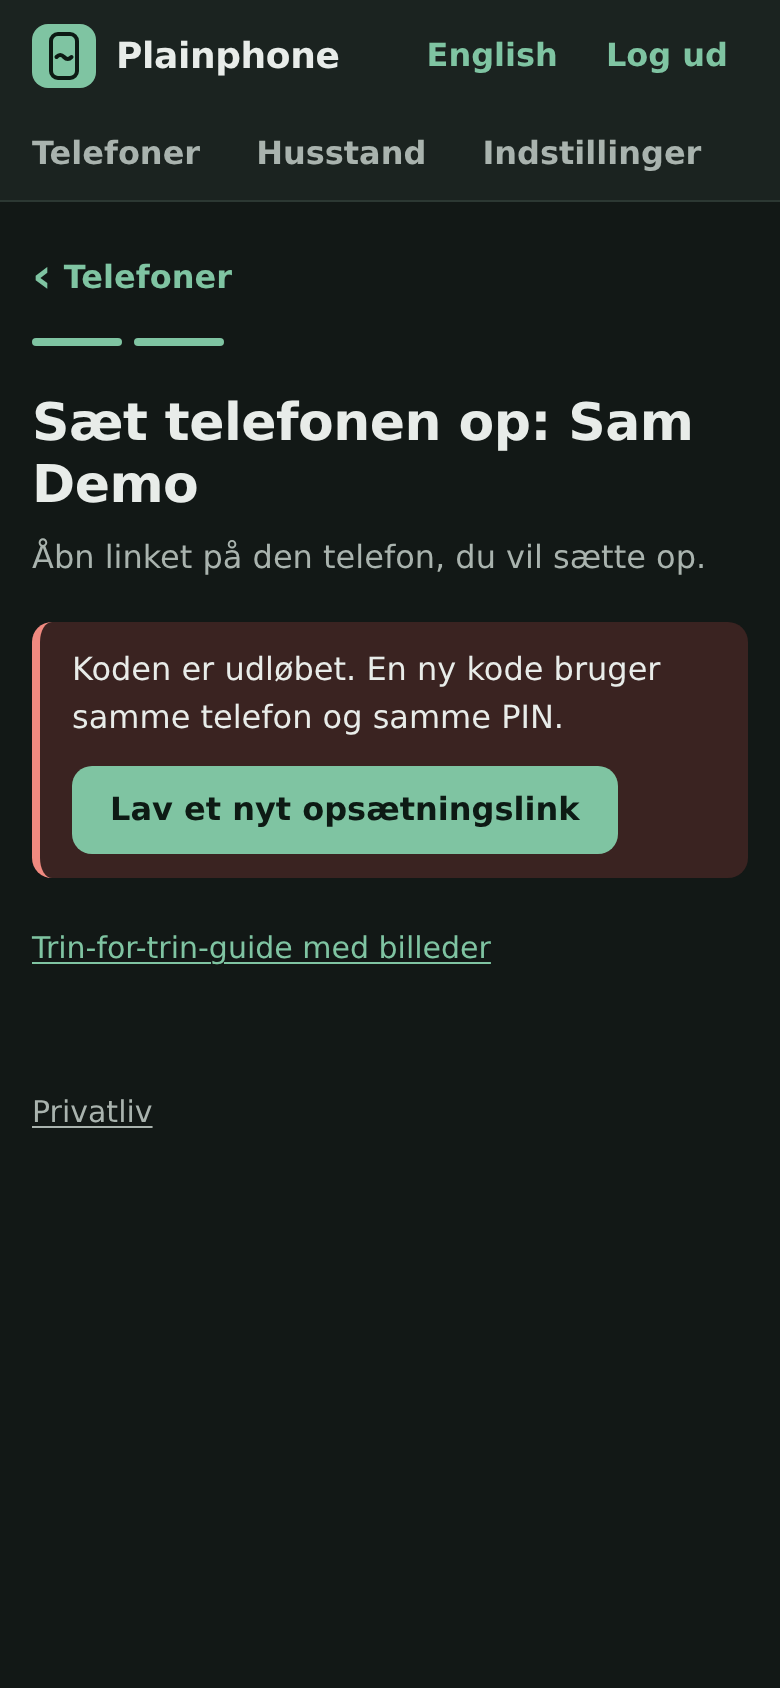 Plainphone
English
Log ud
Telefoner
Husstand
Indstillinger
‹ Telefoner
Sæt telefonen op: Sam
Demo
Åbn linket på den telefon, du vil sætte op.
Koden er udløbet. En ny kode bruger
samme telefon og samme PIN.
Lav et nyt opsætningslink
Trin-for-trin-guide med billeder
Privatliv